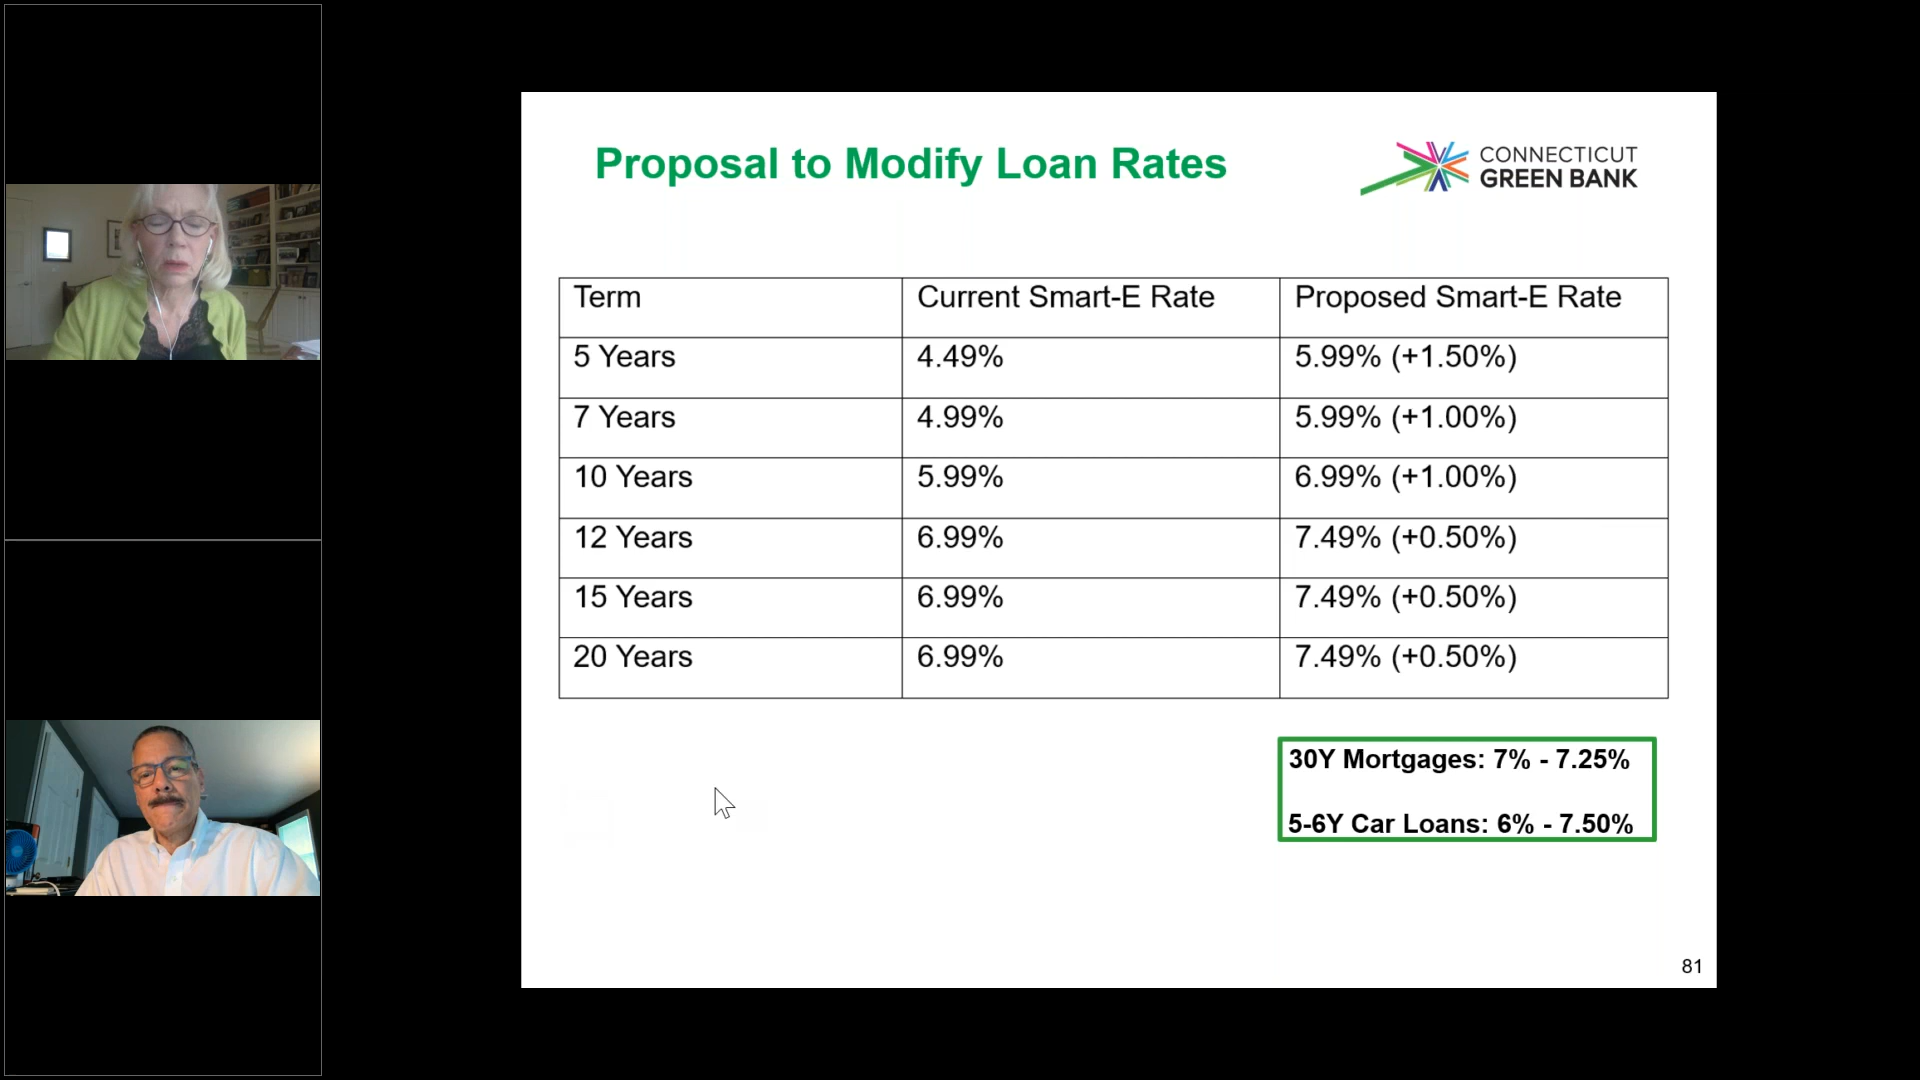 Proposal to Modify Loan Rates
CONNECTICUT
GREEN BANK
Term Current Smart-E Rate Proposed Smart-E Rate
5 Years 4.49% 5.99% (+1.50%)
7 Years 4.99% 5.99% (+1.00%)
10 Years 5.99% 6.99% (+1.00%)
12 Years 6.99% 7.49% (+0.50%)
15 Years 6.99% 7.49% (+0.50%)
20 Years 6.99% 7.49% (+0.50%)
30Y Mortgages: 7% - 7.25%
5-6Y Car Loans: 6% - 7.50%
81